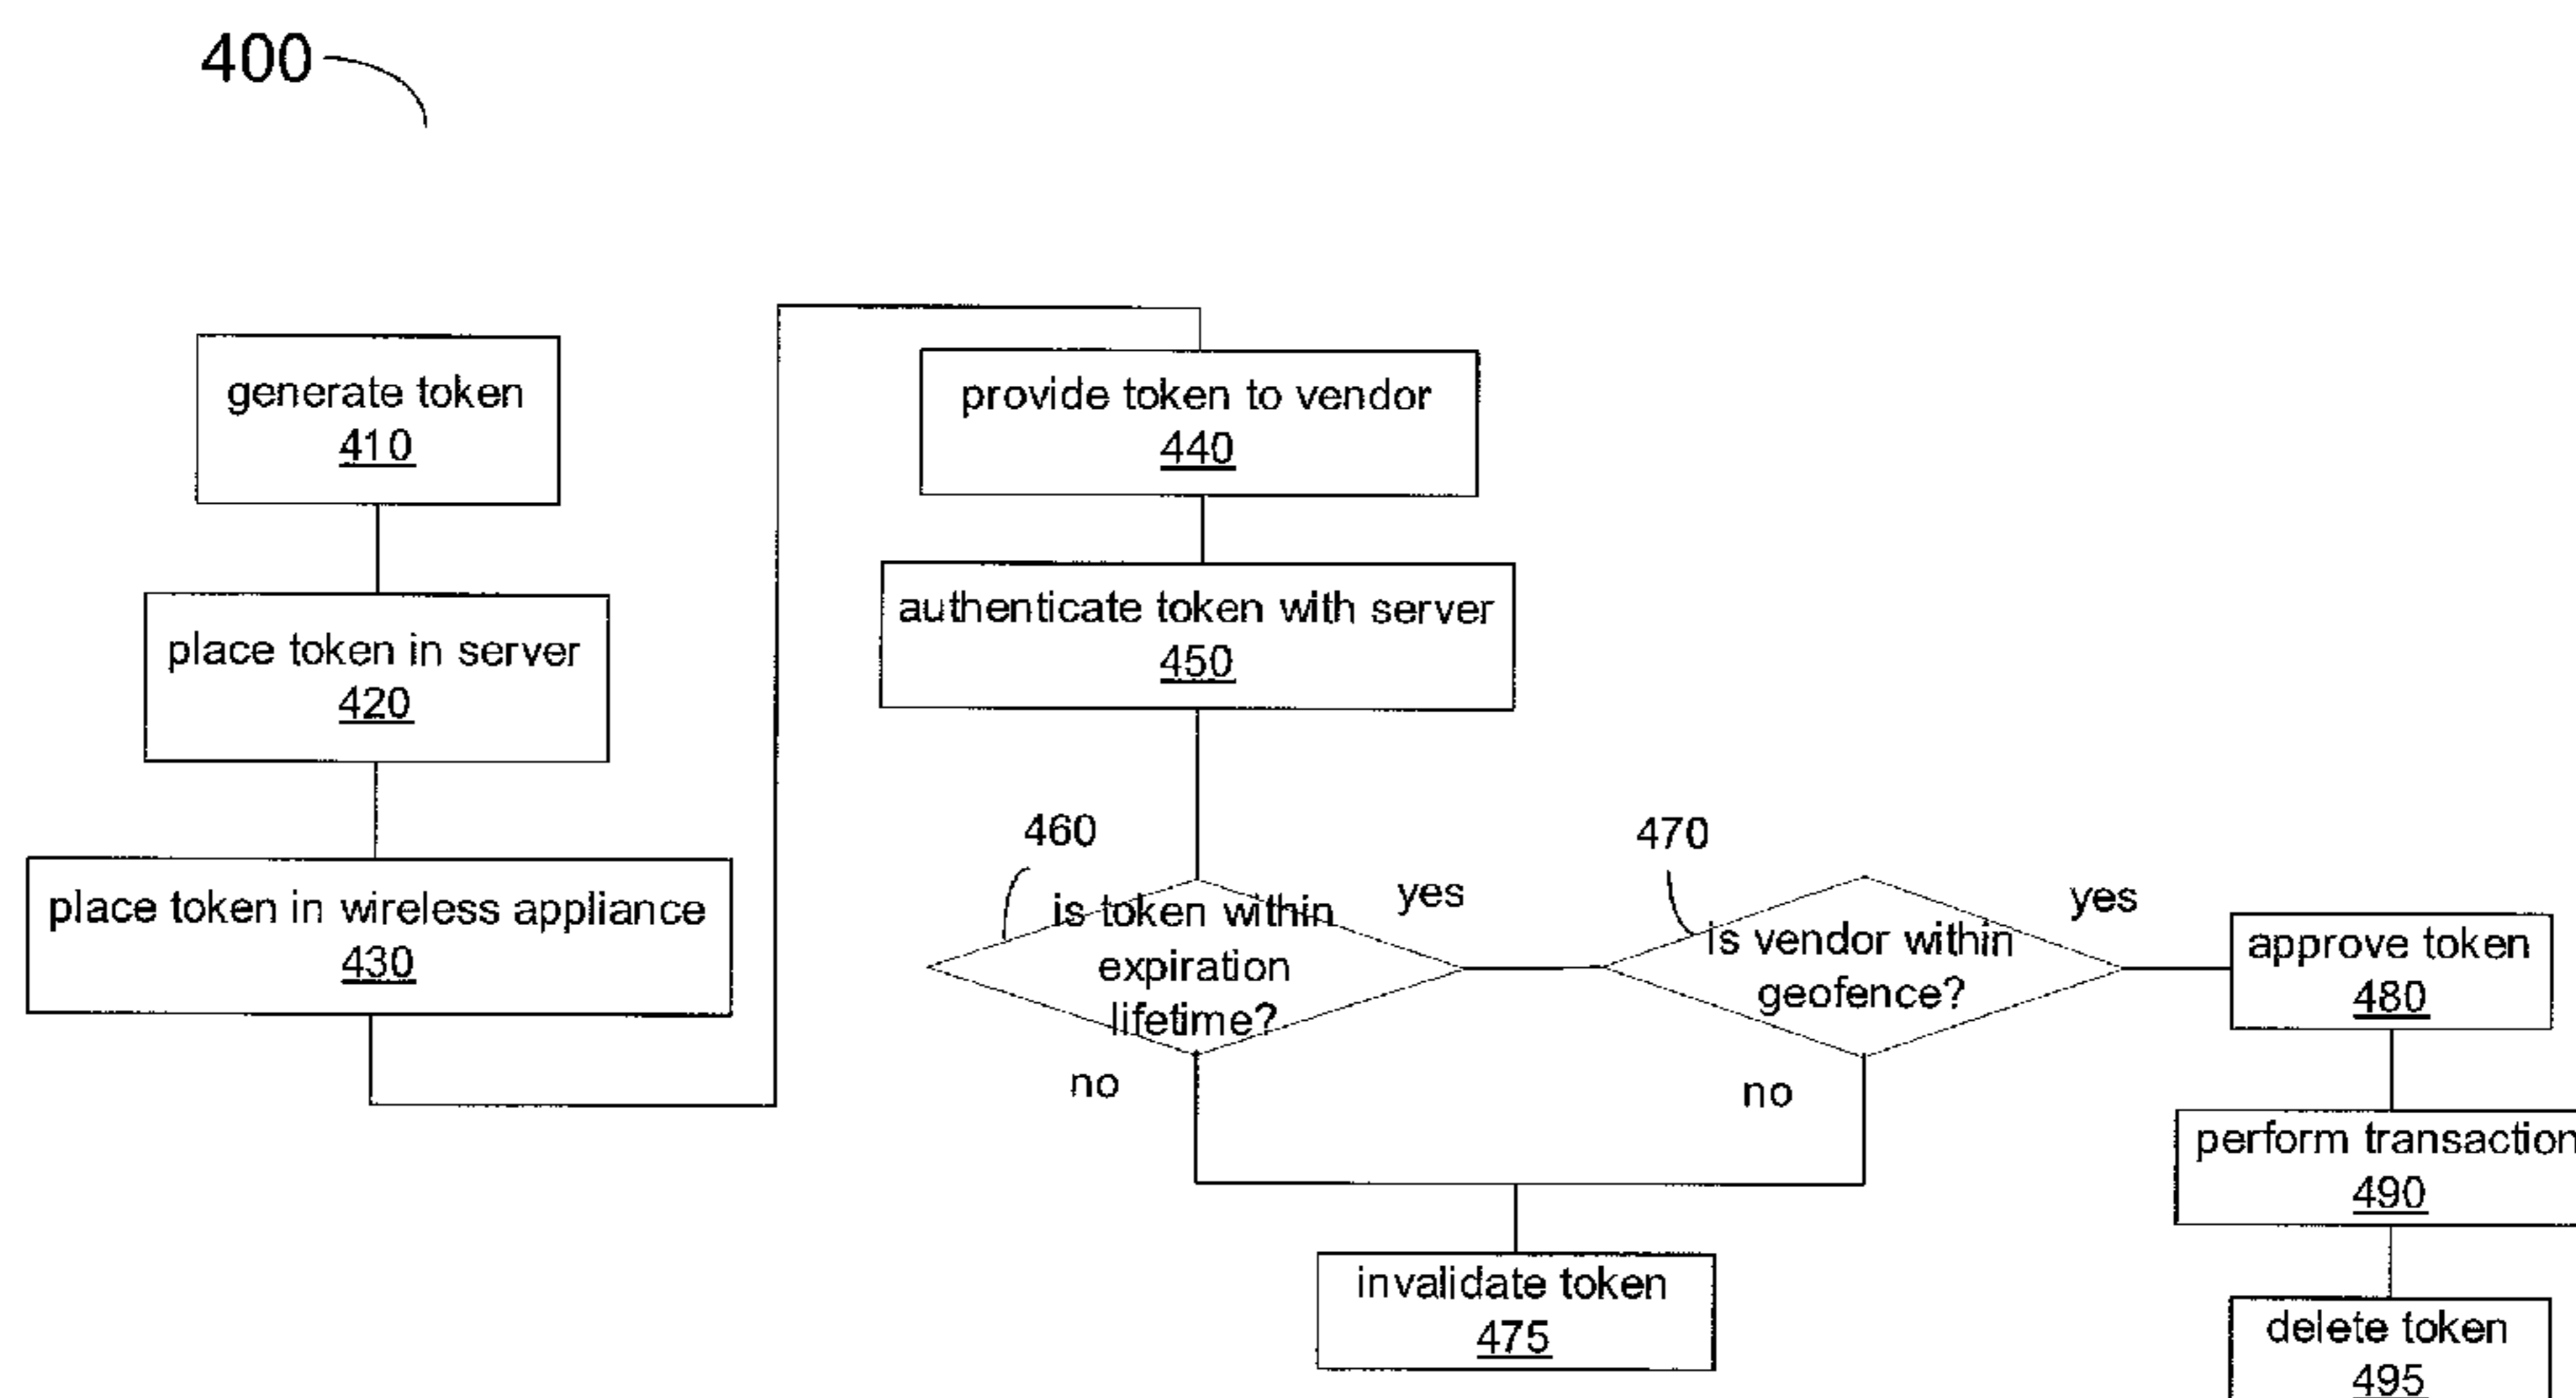 400
generate token
410
place token in server
420
place token in wireless appliance
430
provide token to vendor
440
authenticate token with server
450
460
is token within
expiration
lifetime?
yes
no
470
is vendor within
geofence?
yes
no
invalidate token
475
approve token
480
perform transaction
490
delete token
495